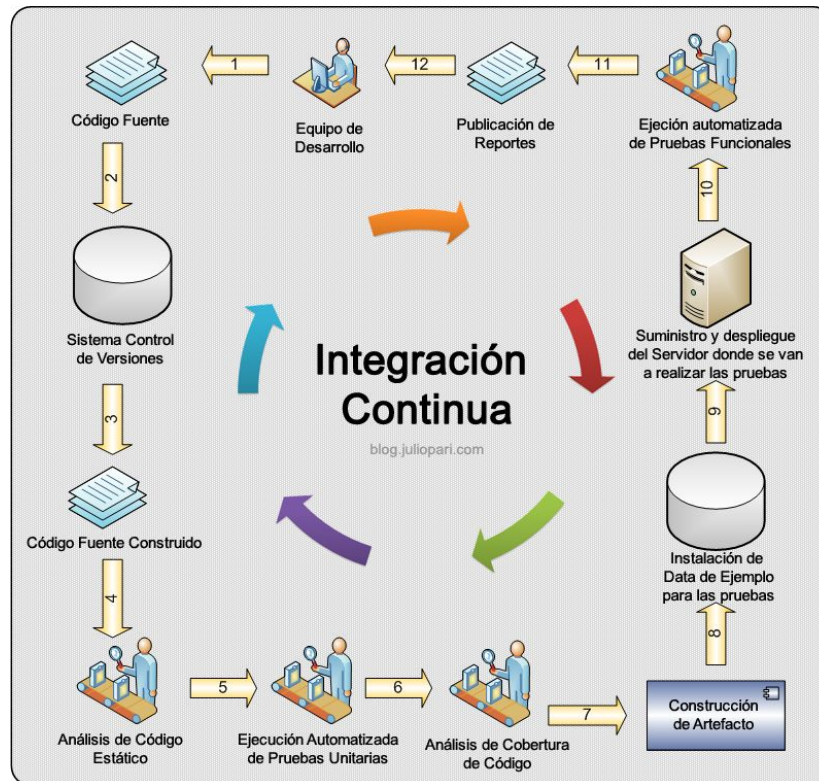 1
12
11
Código Fuente
Equipo de
Desarrollo
Publicación de
Reportes
Ejeción automatizada
de Pruebas Funcionales
2
10
Sistema Control
de Versiones
Integración
Continua
blog.juliopari.com
Suministro y despliegue
del Servidor donde se van
a realizar las pruebas
3
9
Código Fuente Construido
Instalación de
Data de Ejemplo
para las pruebas
4
8
5
6
7
Análisis de Código
Estático
Ejecución Automatizada
de Pruebas Unitarias
Análisis de Cobertura
de Código
Construcción
de Artefacto